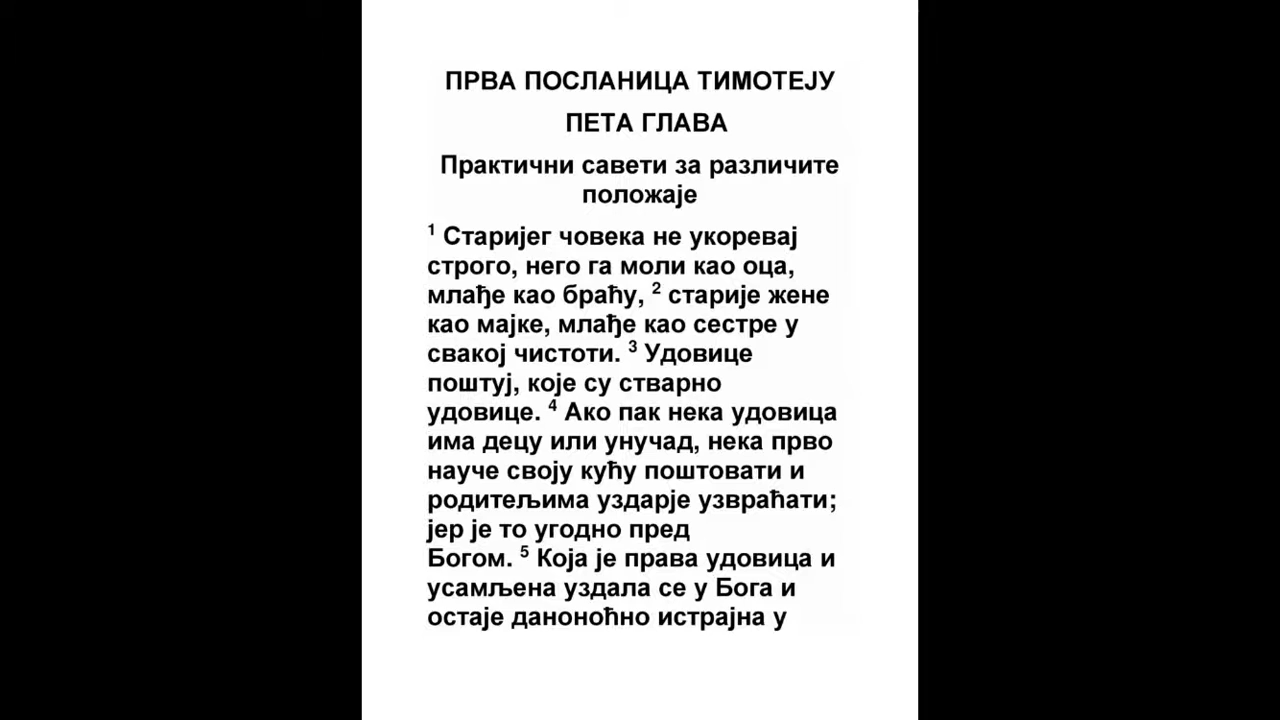 ПРВА ПОСЛАНИЦА ТИМОТЕЈУ
ПЕТА ГЛАВА
Практични савети за различите
положаје
¹ Старијег човека не укоревај
строго, него га моли као оца,
млађе као браћу, ² старије жене
као мајке, млађе као сестре у
свакој чистоти. ³ Удовице
поштуј, које су стварно
удовице. ⁴ Ако пак нека удовица
има децу или унучад, нека прво
науче своју кућу поштовати и
родитељима уздарје узвраћати;
јер је то угодно пред
Богом. ⁵ Која је права удовица и
усамљена уздала се у Бога и
остаје даноноћно истрајна у